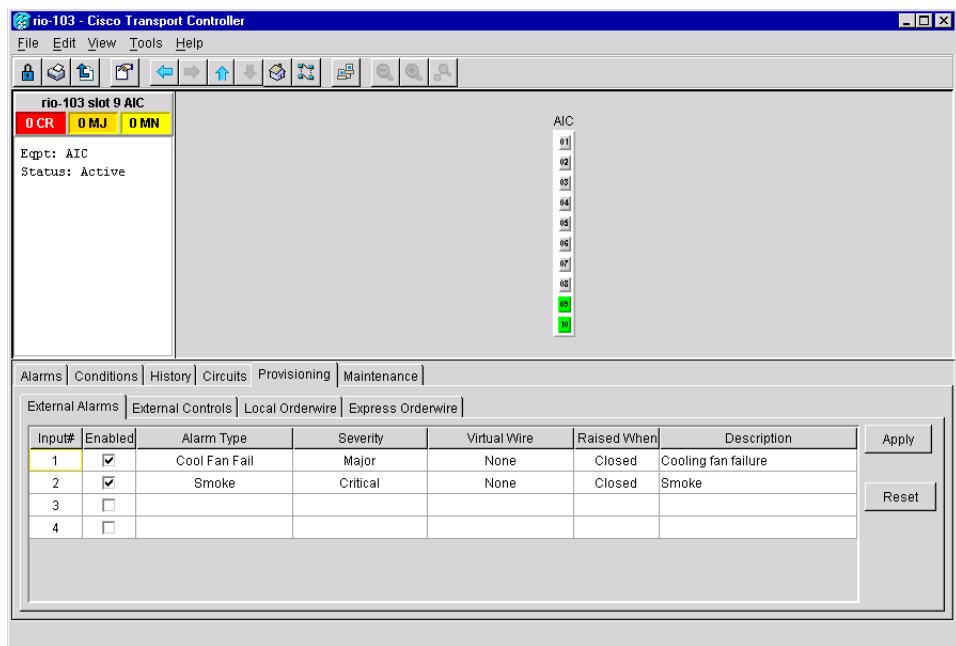 rio-103 - Cisco Transport Controller
File Edit View Tools Help
rio-103 slot 9 AIC
0 CR 0 MJ 0 MN
Eqpt: AIC
Status: Active
AIC
01
02
03
04
05
06
07
08
09
10
Alarms Conditions History Circuits Provisioning Maintenance
External Alarms External Controls Local Orderwire Express Orderwire
Input# Enabled Alarm Type Severity Virtual Wire Raised When Description
1 Cool Fan Fail Major None Closed Cooling fan failure
2 Smoke Critical None Closed Smoke
3
4
Apply
Reset